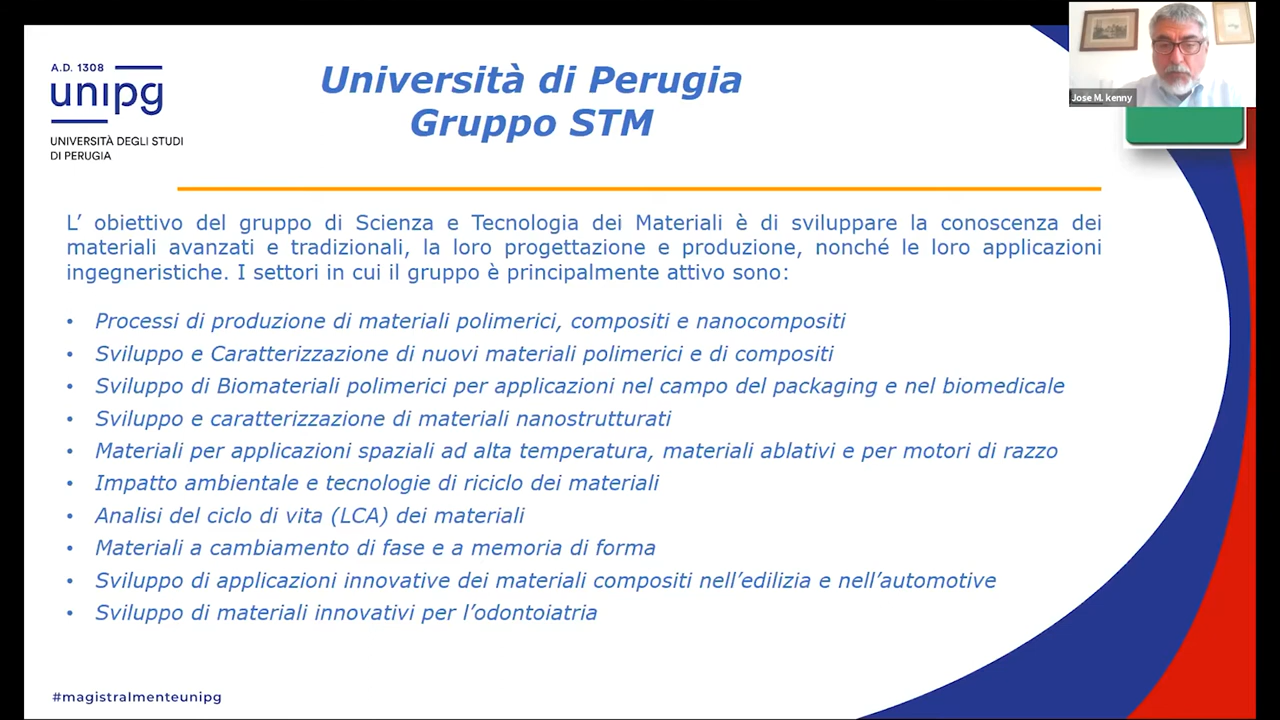 A.D. 1308
unipg
UNIVERSITÀ DEGLI STUDI
DI PERUGIA
Università di Perugia
Gruppo STM
Jose M. kenny
L’ obiettivo del gruppo di Scienza e Tecnologia dei Materiali è di sviluppare la conoscenza dei
materiali avanzati e tradizionali, la loro progettazione e produzione, nonché le loro applicazioni
ingegneristiche. I settori in cui il gruppo è principalmente attivo sono:
• Processi di produzione di materiali polimerici, compositi e nanocompositi
• Sviluppo e Caratterizzazione di nuovi materiali polimerici e di compositi
• Sviluppo di Biomateriali polimerici per applicazioni nel campo del packaging e nel biomedicale
• Sviluppo e caratterizzazione di materiali nanostrutturati
• Materiali per applicazioni spaziali ad alta temperatura, materiali ablativi e per motori di razzo
• Impatto ambientale e tecnologie di riciclo dei materiali
• Analisi del ciclo di vita (LCA) dei materiali
• Materiali a cambiamento di fase e a memoria di forma
• Sviluppo di applicazioni innovative dei materiali compositi nell’edilizia e nell’automotive
• Sviluppo di materiali innovativi per l’odontoiatria
#magistralmenteunipg